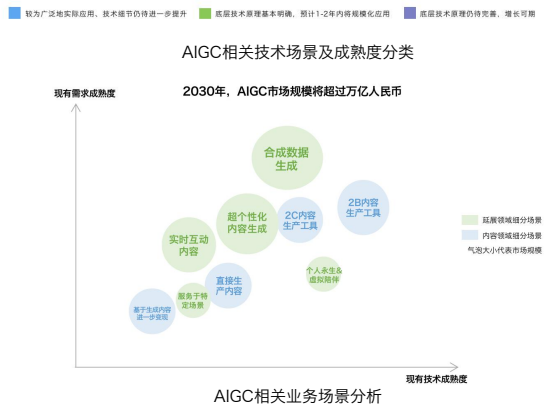 较为广泛地实际应用、技术细节仍待进一步提升
底层技术原理基本明确，预计1-2年内将规模化应用
底层技术原理仍待完善，增长可期
AIGC相关技术场景及成熟度分类
2030年，AIGC市场规模将超过万亿人民币
现有需求成熟度
合成数据
生成
超个性化
内容生成
2C内容
生产工具
2B内容
生产工具
实时互动
内容
个人永生&
虚拟陪伴
直接生
产内容
服务于特
定场景
基于生成内容
进一步变现
延展领域细分场景
内容领域细分场景
气泡大小代表市场规模
现有技术成熟度
AIGC相关业务场景分析